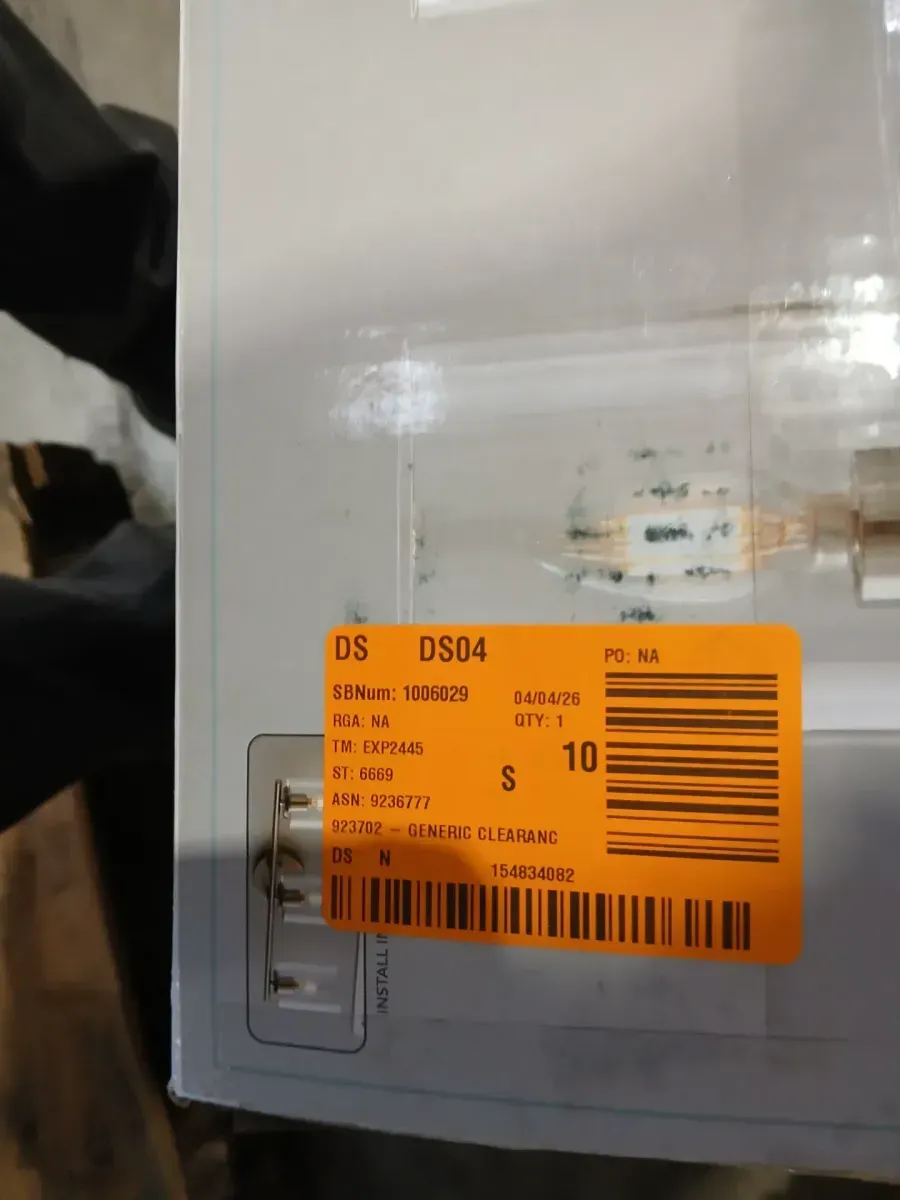 DS DS04
PO: NA
SBNum: 1006029 04/04/26
RGA: NA QTY: 1
TM: EXP2445
10
ST: 6669 S
ASN: 9236777
923702 - GENERIC CLEARANC
DS N 154834082
INSTALL